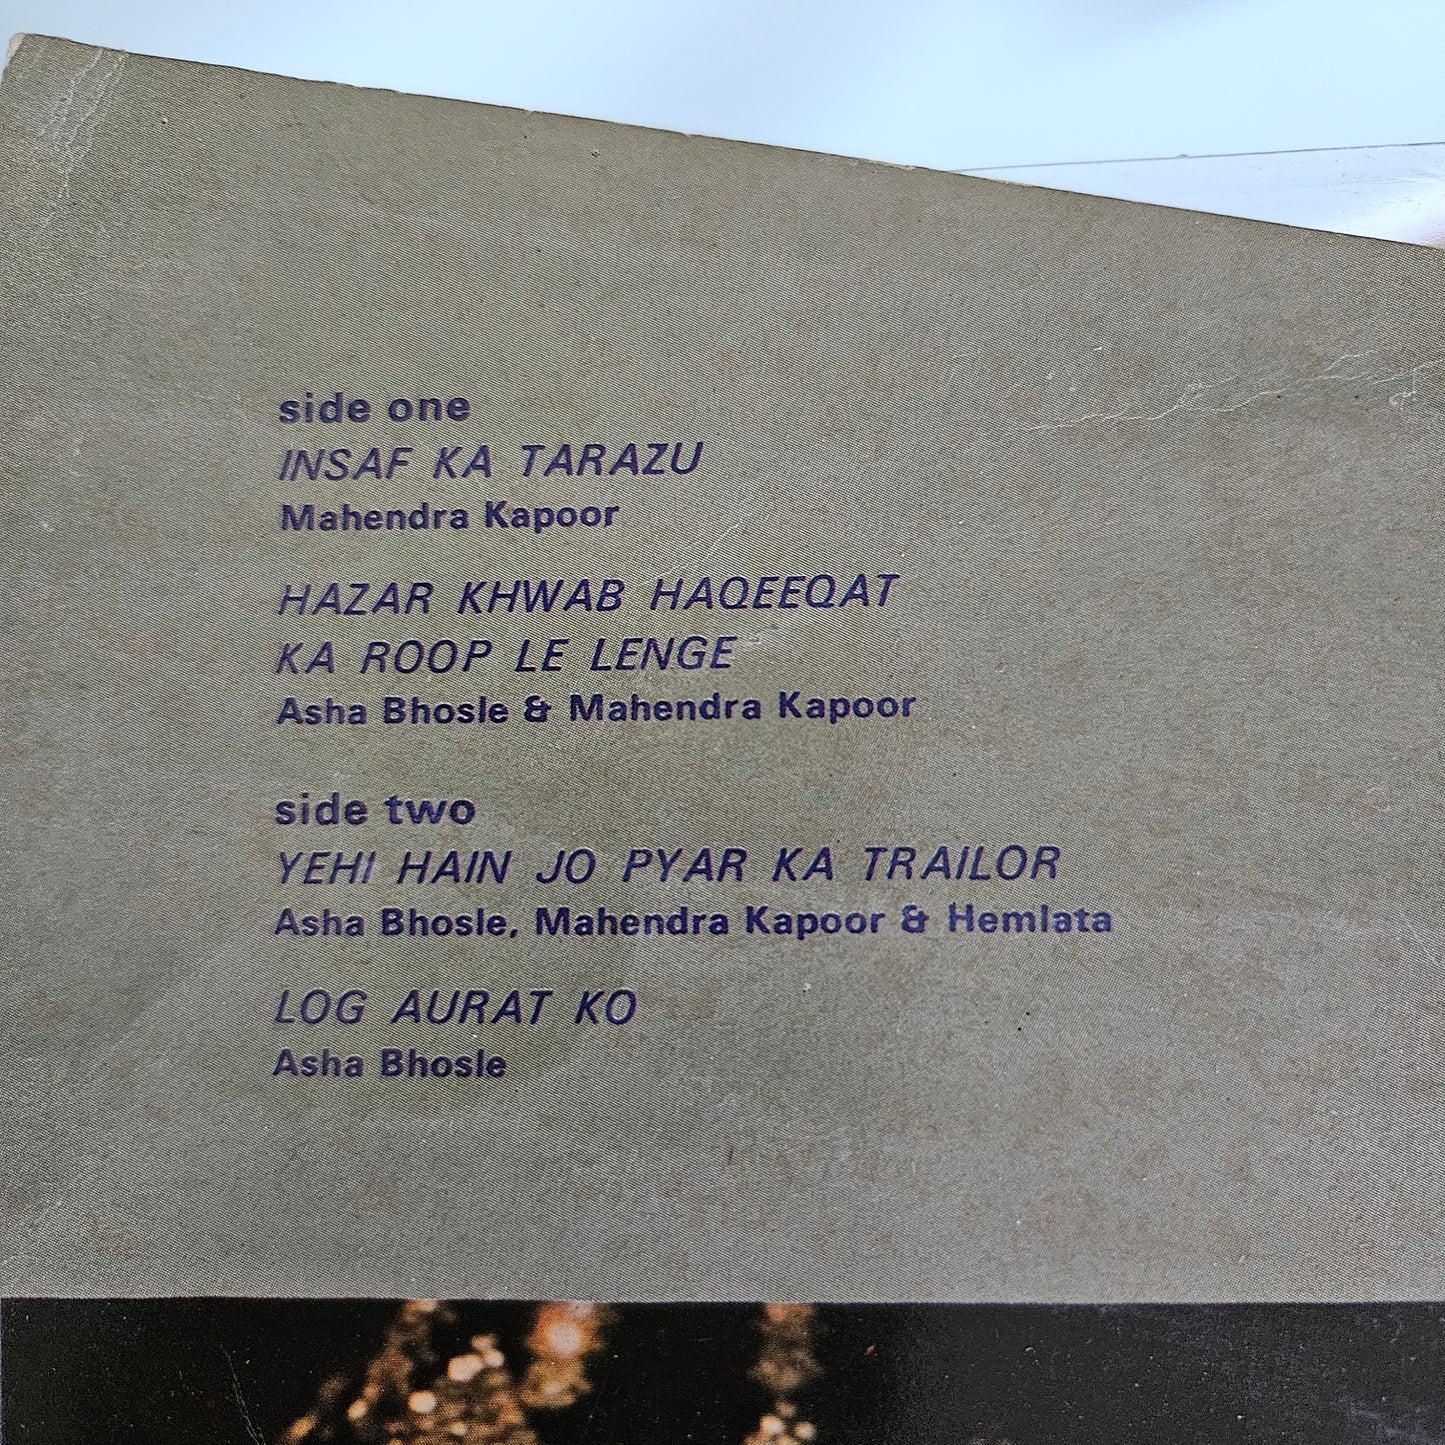 side one
INSAF KA TARAZU
Mahendra Kapoor
HAZAR KHWAB HAQEEQAT
KA ROOP LE LENGE
Asha Bhosle & Mahendra Kapoor
side two
YEHI HAIN JO PYAR KA TRAILOR
Asha Bhosle, Mahendra Kapoor & Hemlata
LOG AURAT KO
Asha Bhosle